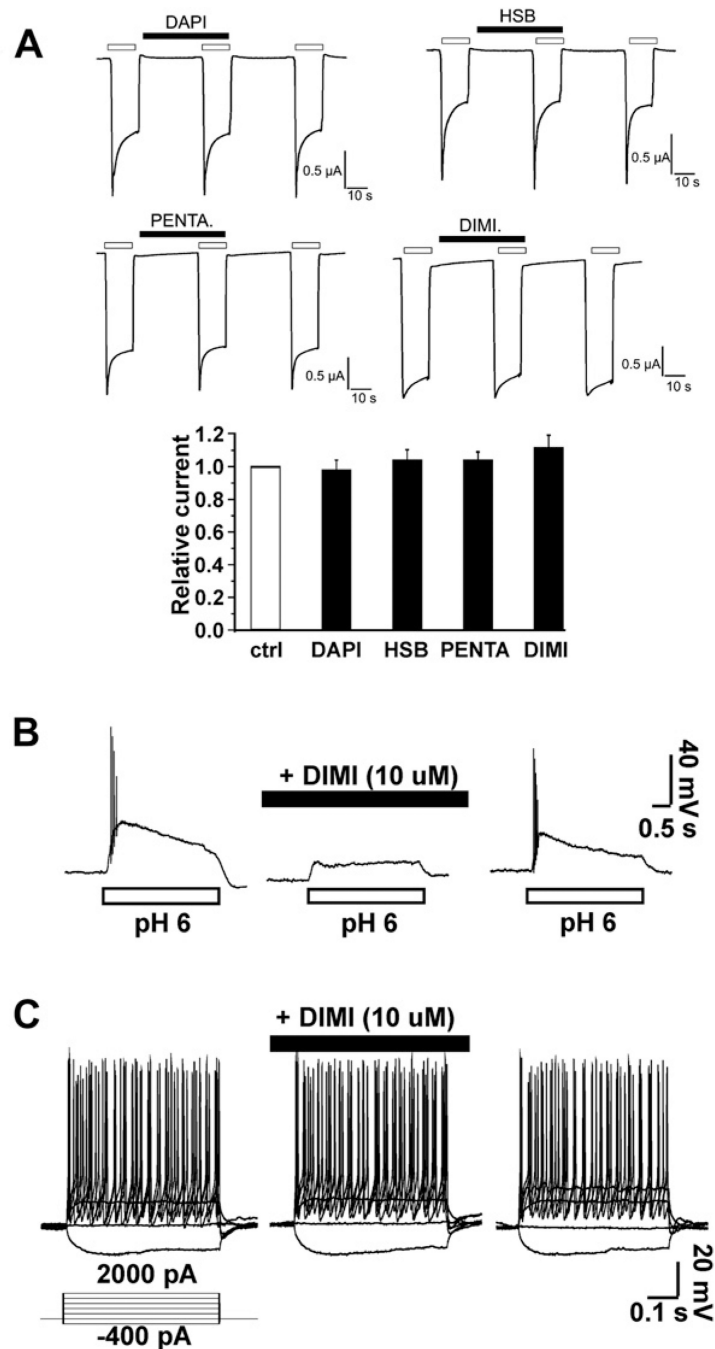 A
DAPI
HSB
0.5 µA
10 s
0.5 µA
10 s
PENTA.
DIMI.
0.5 µA
10 s
0.5 µA
10 s
Relative current
1.2
1.0
0.8
0.6
0.4
0.2
0.0
ctrl DAPI HSB PENTA DIMI
B
+ DIMI (10 uM)
40 mV
0.5 s
pH 6
pH 6
pH 6
C
+ DIMI (10 uM)
2000 pA
-400 pA
20 mV
0.1 s